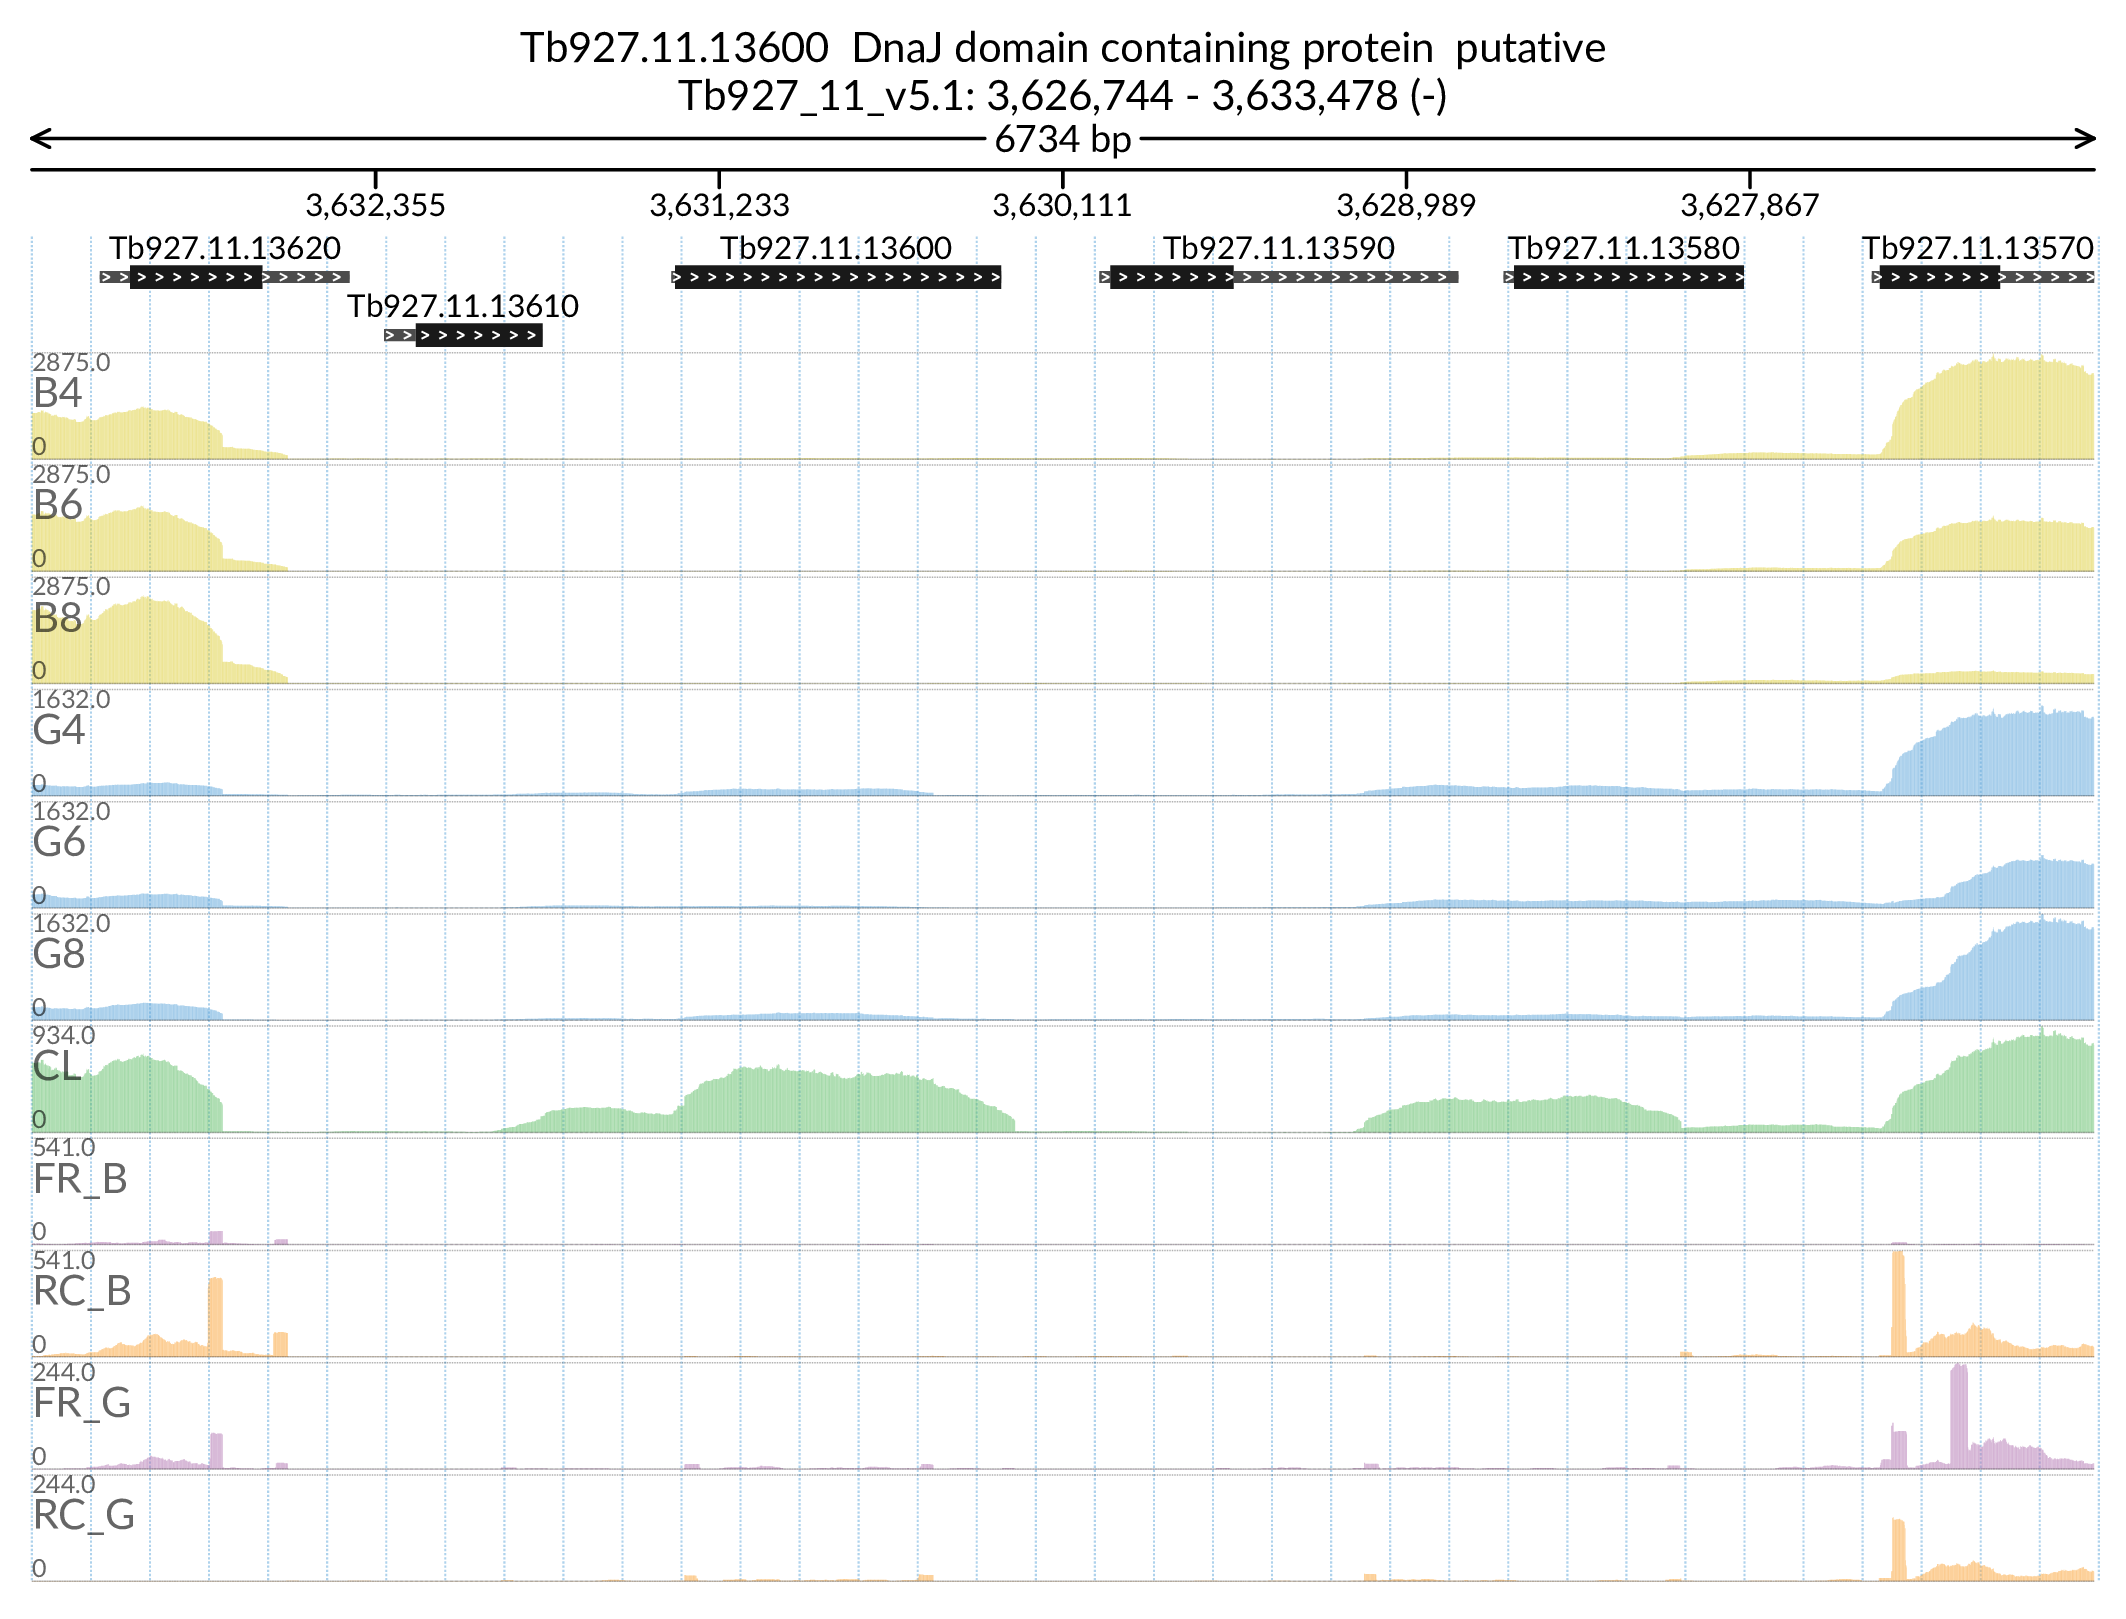 Tb927.11.13600  DnaJ domain containing protein  putative
Tb927_11_v5.1: 3,626,744 - 3,633,478 (-)
6734 bp
3,632,355 3,631,233 3,630,111 3,628,989 3,627,867
Tb927.11.13620 Tb927.11.13600 Tb927.11.13590 Tb927.11.13580 Tb927.11.13570
Tb927.11.13610
2875.0
B4
0
2875.0
B6
0
2875.0
B8
0
1632.0
G4
0
1632.0
G6
0
1632.0
G8
0
934.0
CL
0
541.0
FR_B
0
541.0
RC_B
0
244.0
FR_G
0
244.0
RC_G
0